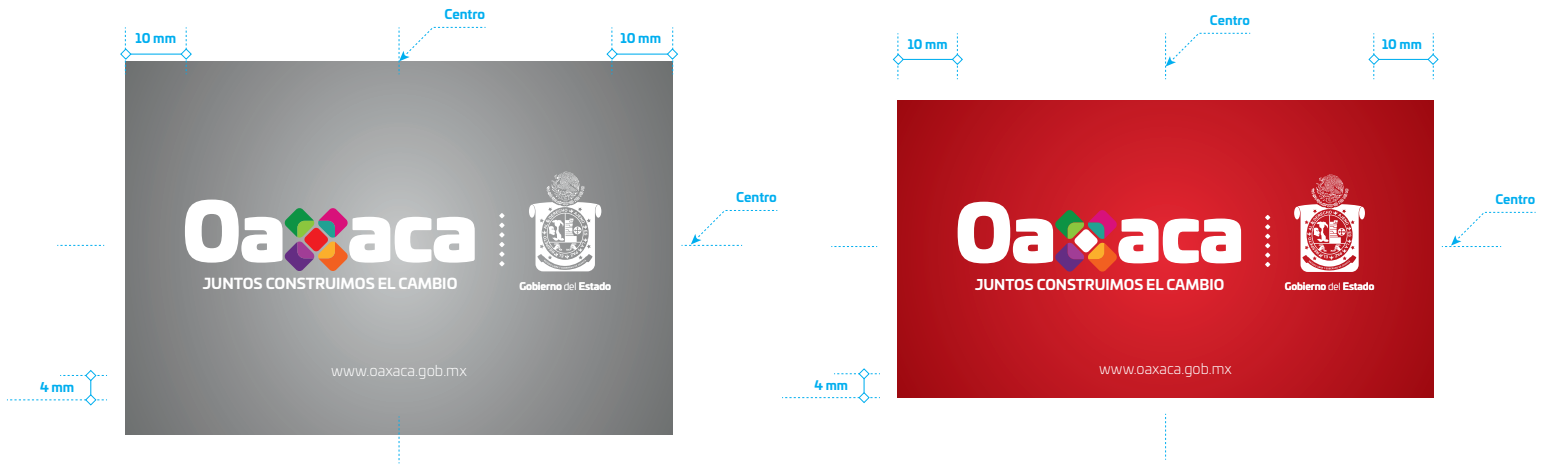 Centro
10 mm
10 mm
Oaxaca
JUNTOS CONSTRUIMOS EL CAMBIO
Gobierno del Estado
www.oaxaca.gob.mx
Centro
4 mm
Centro
10 mm
10 mm
Oaxaca
JUNTOS CONSTRUIMOS EL CAMBIO
Gobierno del Estado
www.oaxaca.gob.mx
Centro
4 mm